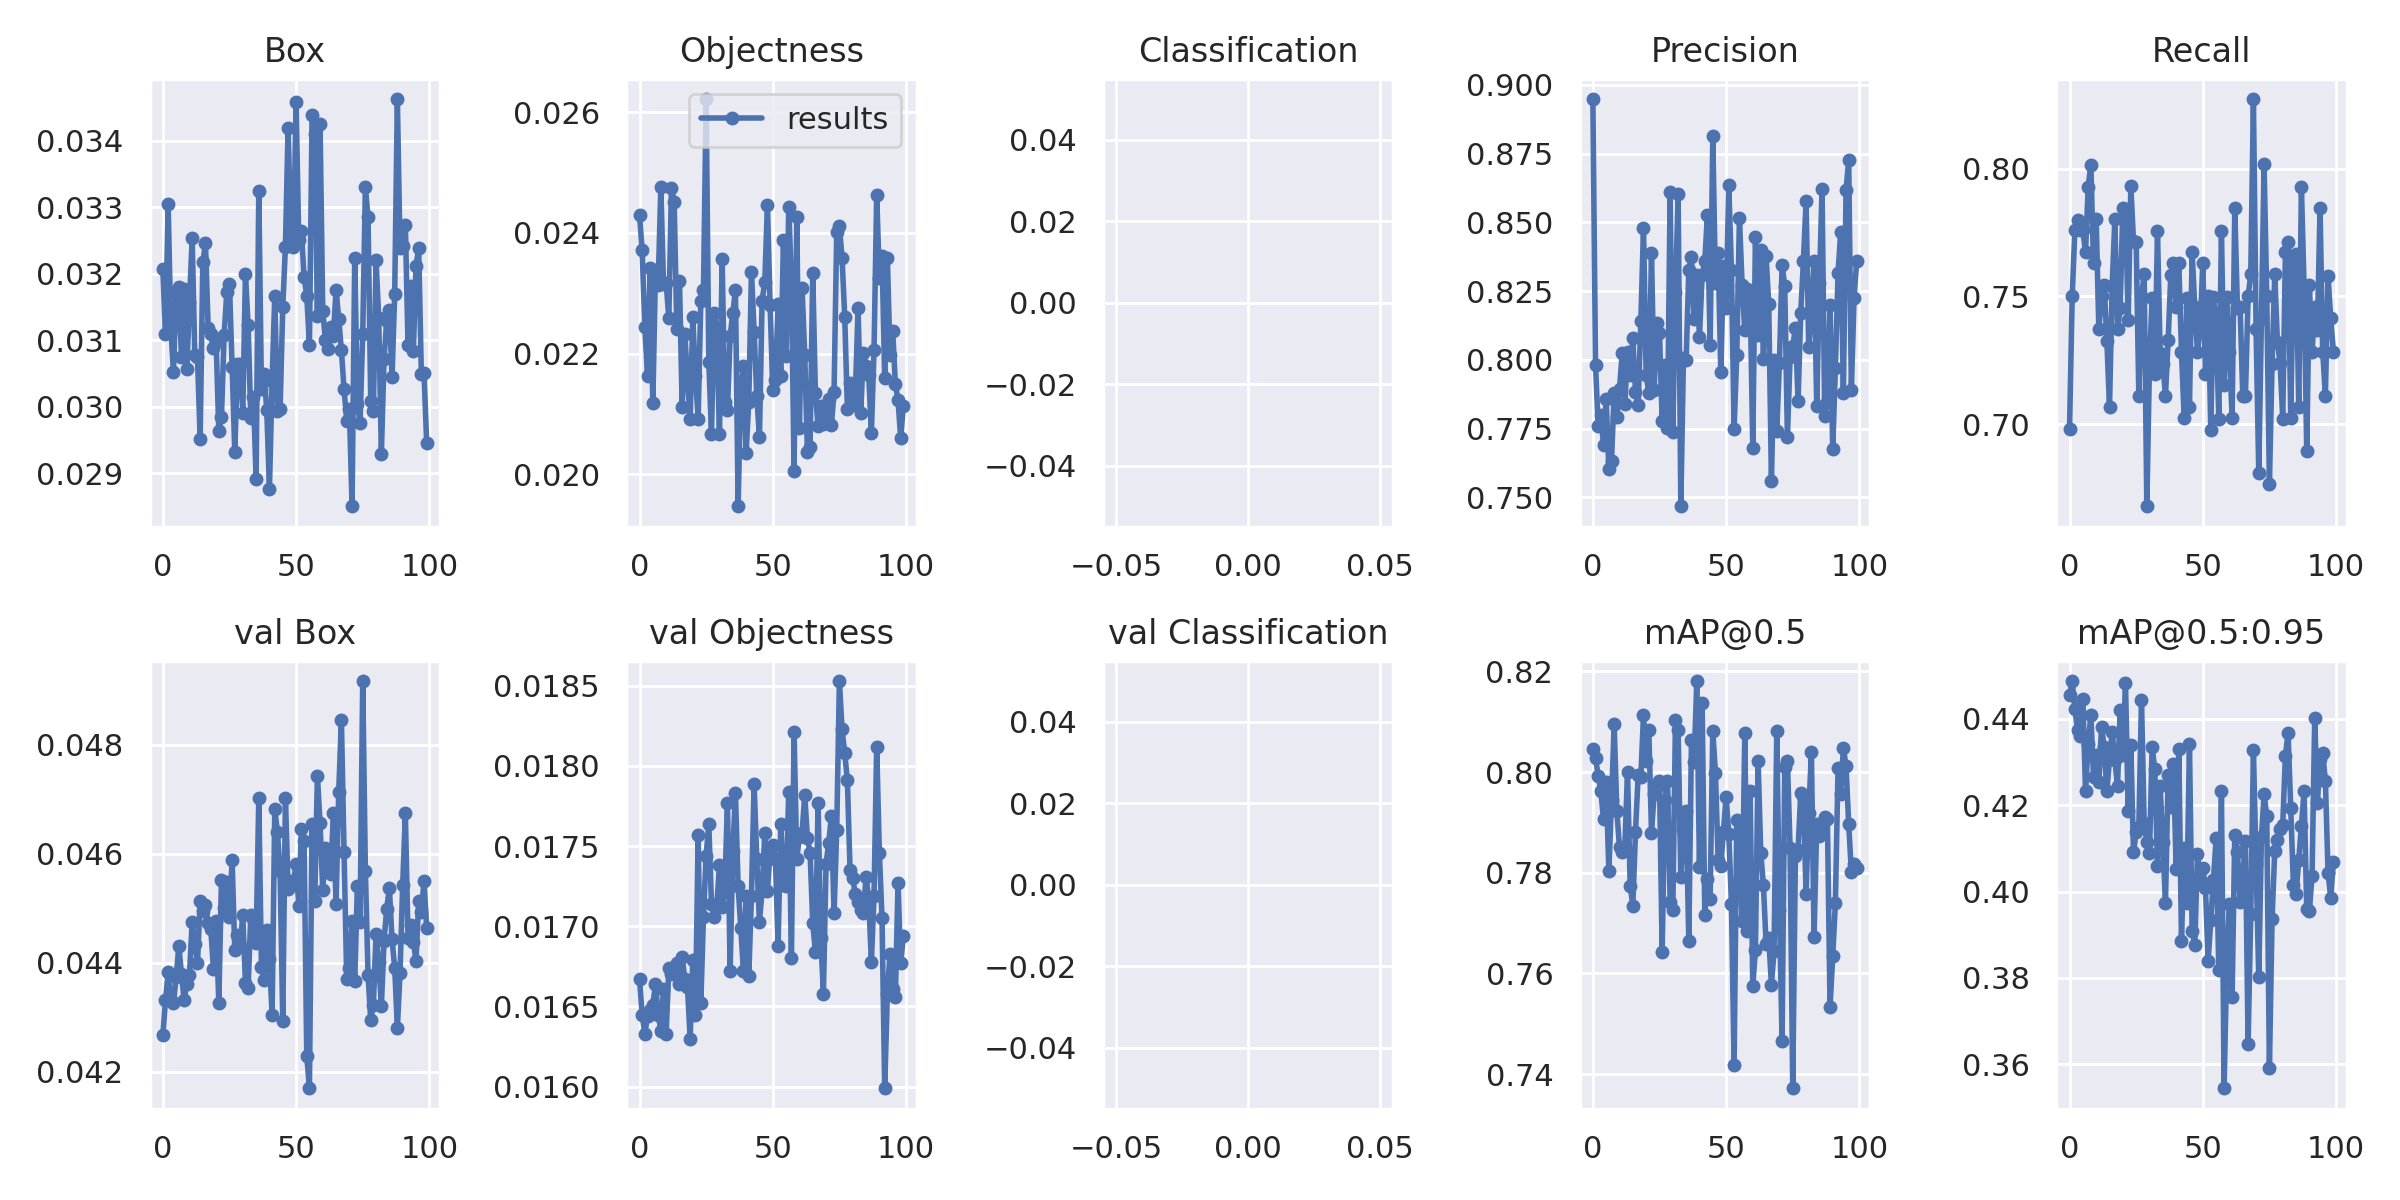 Box
0.034
0.033
0.032
0.031
0.030
0.029
0 50 100
Objectness
results
0.026
0.024
0.022
0.020
0 50 100
Classification
0.04
0.02
0.00
−0.02
−0.04
−0.05 0.00 0.05
Precision
0.900
0.875
0.850
0.825
0.800
0.775
0.750
0 50 100
Recall
0.80
0.75
0.70
0 50 100
val Box
0.048
0.046
0.044
0.042
0 50 100
val Objectness
0.0185
0.0180
0.0175
0.0170
0.0165
0.0160
0 50 100
val Classification
0.04
0.02
0.00
−0.02
−0.04
−0.05 0.00 0.05
mAP@0.5
0.82
0.80
0.78
0.76
0.74
0 50 100
mAP@0.5:0.95
0.44
0.42
0.40
0.38
0.36
0 50 100